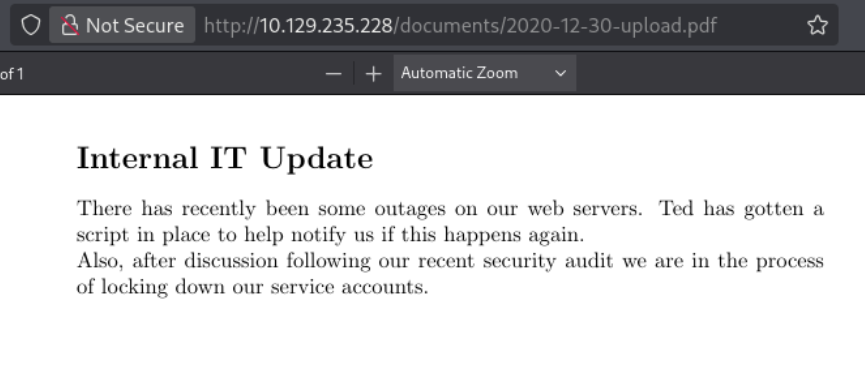 Not Secure http://10.129.235.228/documents/2020-12-30-upload.pdf
of 1 − + Automatic Zoom
Internal IT Update
There has recently been some outages on our web servers. Ted has gotten a
script in place to help notify us if this happens again.
Also, after discussion following our recent security audit we are in the process
of locking down our service accounts.